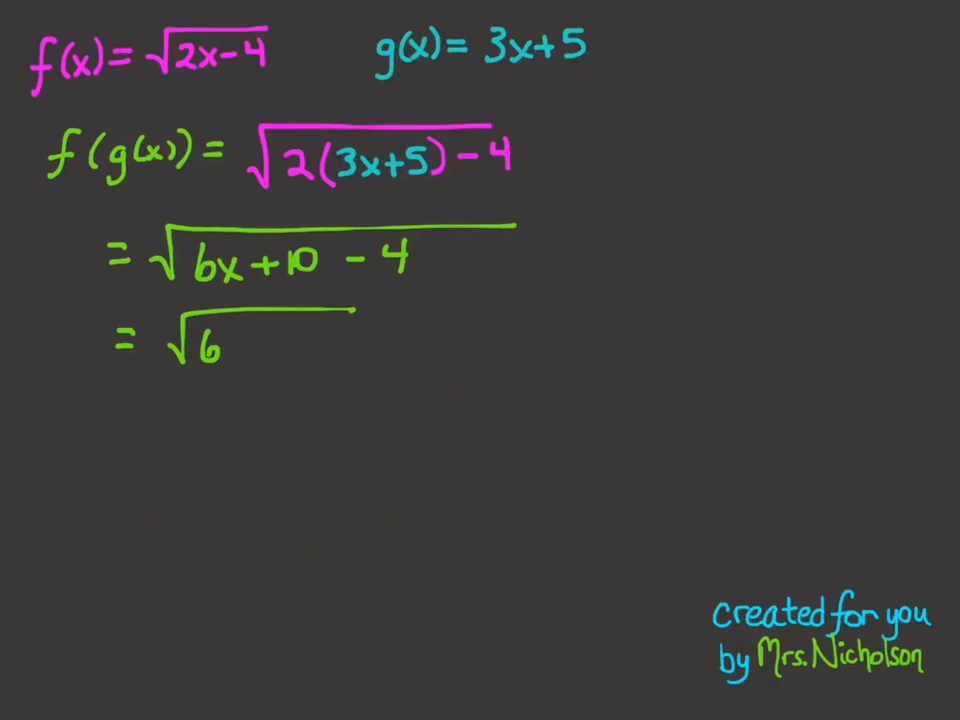 f(x) = √2x-4 g(x) = 3x+5
f(g(x)) = √2(3x+5) - 4
= √6x+10 - 4
= √6
created for you
by Mrs. Nicholson